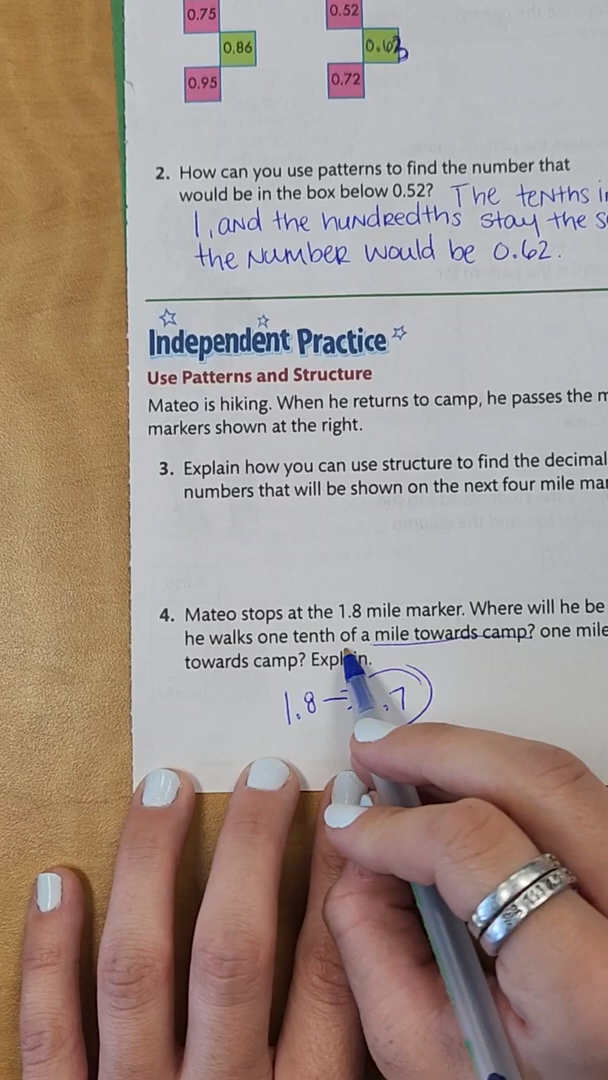 0.75
0.86
0.95
0.52
0.63
0.72
2. How can you use patterns to find the number that
would be in the box below 0.52? The tenths
1, and the hundredths stay the
the number would be 0.62.
Independent Practice
Use Patterns and Structure
Mateo is hiking. When he returns to camp, he passes the
markers shown at the right.
3. Explain how you can use structure to find the decimal
numbers that will be shown on the next four mile
4. Mateo stops at the 1.8 mile marker. Where will he be
he walks one tenth of a mile towards camp? one mile
towards camp?
1.8